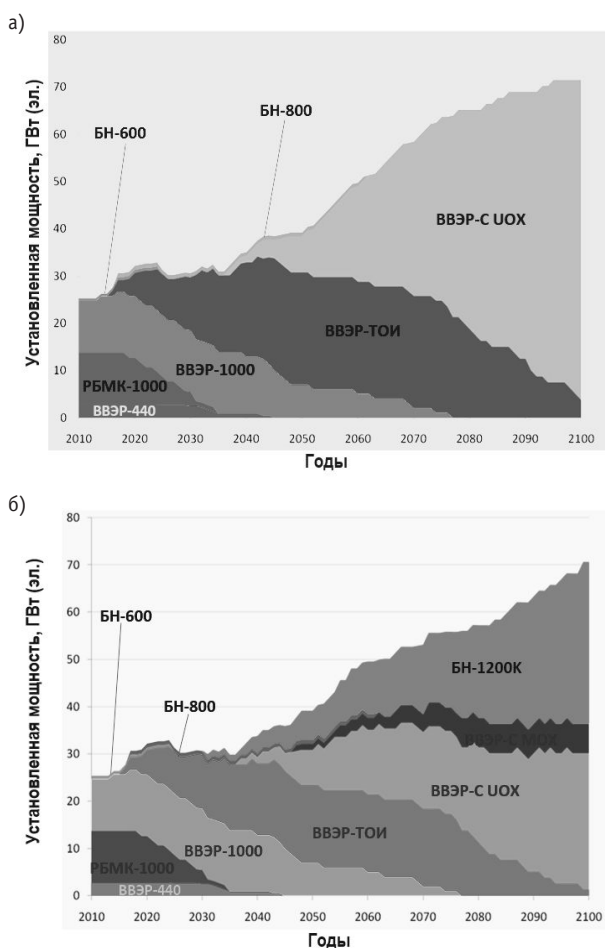 а)
80
70
60
50
40
30
20
10
0
Установленная мощность, ГВт (эл.)
БН-600
БН-800
ВВЭР-С UOX
ВВЭР-ТОИ
ВВЭР-1000
РБМК-1000
ВВЭР-440
2010 2020 2030 2040 2050 2060 2070 2080 2090 2100
Годы
б)
80
70
60
50
40
30
20
10
0
Установленная мощность, ГВт (эл.)
БН-600
БН-800
БН-1200К
ВВЭР-С МОХ
ВВЭР-С UOX
ВВЭР-ТОИ
ВВЭР-1000
РБМК-1000
ВВЭР-440
2010 2020 2030 2040 2050 2060 2070 2080 2090 2100
Годы